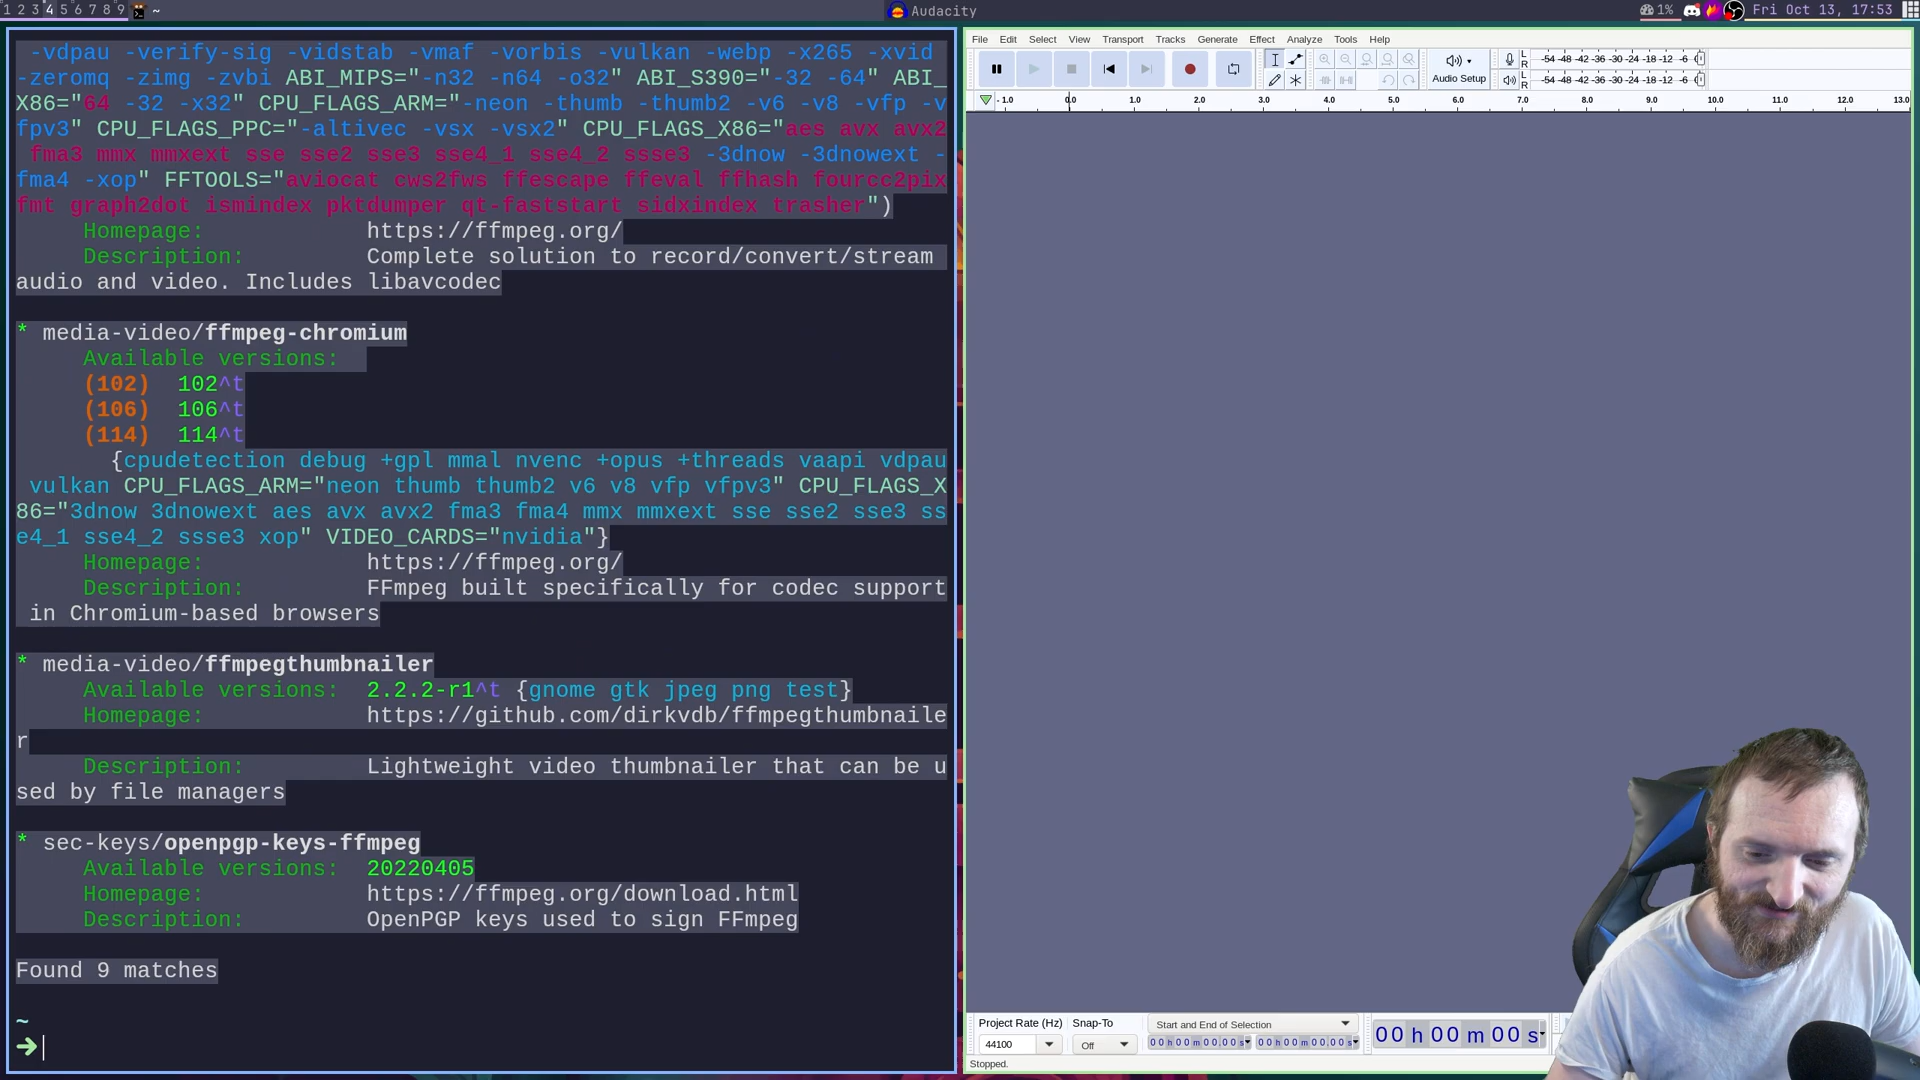 1 2 3 4 5 6 7 8 9 ~
Audacity
1% Fri Oct 13, 17:53
-vdpau -verify-sig -vidstab -vmaf -vorbis -vulkan -webp -x265 -xvid
-zeromq -zimg -zvbi ABI_MIPS="-n32 -n64 -o32" ABI_S390="-32 -64" ABI_
X86="64 -32 -x32" CPU_FLAGS_ARM="-neon -thumb -thumb2 -v6 -v8 -vfp -v
fpv3" CPU_FLAGS_PPC="-altivec -vsx -vsx2" CPU_FLAGS_X86="aes avx avx2
fma3 mmx mmxext sse sse2 sse3 sse4_1 sse4_2 ssse3 -3dnow -3dnowext -
fma4 -xop" FFTOOLS="aviocat cws2fws ffescape ffeval ffhash fourcc2pix
fmt graph2dot ismindex pktdumper qt-faststart sidxindex trasher")
Homepage: https://ffmpeg.org/
Description: Complete solution to record/convert/stream
audio and video. Includes libavcodec
* media-video/ffmpeg-chromium
Available versions:
(102) 102^t
(106) 106^t
(114) 114^t
{cpudetection debug +gpl mmal nvenc +opus +threads vaapi vdpau
vulkan CPU_FLAGS_ARM="neon thumb thumb2 v6 v8 vfp vfpv3" CPU_FLAGS_X
86="3dnow 3dnowext aes avx avx2 fma3 fma4 mmx mmxext sse sse2 sse3 ss
e4_1 sse4_2 ssse3 xop" VIDEO_CARDS="nvidia"}
Homepage: https://ffmpeg.org/
Description: FFmpeg built specifically for codec support
in Chromium-based browsers
* media-video/ffmpegthumbnailer
Available versions: 2.2.2-r1^t {gnome gtk jpeg png test}
Homepage: https://github.com/dirkvdb/ffmpegthumbnaile
r
Description: Lightweight video thumbnailer that can be u
sed by file managers
* sec-keys/openpgp-keys-ffmpeg
Available versions: 20220405
Homepage: https://ffmpeg.org/download.html
Description: OpenPGP keys used to sign FFmpeg
Found 9 matches
~
➜
File Edit Select View Transport Tracks Generate Effect Analyze Tools Help
Audio Setup
L R -54 -48 -42 -36 -30 -24 -18 -12 -6 0
L R -54 -48 -42 -36 -30 -24 -18 -12 -6 0
-1.0 0.0 1.0 2.0 3.0 4.0 5.0 6.0 7.0 8.0 9.0 10.0 11.0 12.0 13.0
Project Rate (Hz) Snap-To Start and End of Selection
44100 Off 00 h 00 m 00.00 s 00 h 00 m 00.00 s
00 h 00 m 00 s
Stopped.